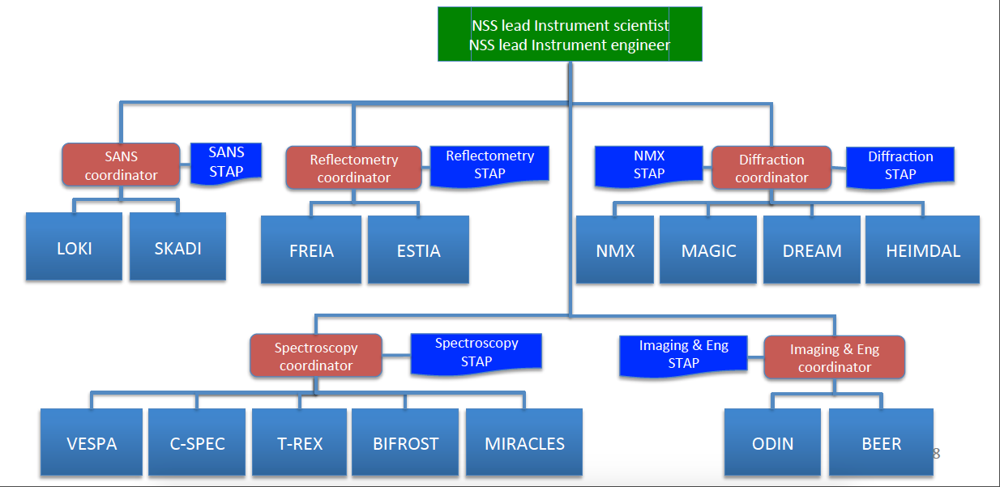 NSS lead Instrument scientist
NSS lead Instrument engineer
SANS
coordinator
SANS
STAP
Reflectometry
coordinator
Reflectometry
STAP
NMX
STAP
Diffraction
coordinator
Diffraction
STAP
LOKI
SKADI
FREIA
ESTIA
NMX
MAGIC
DREAM
HEIMDAL
Spectroscopy
coordinator
Spectroscopy
STAP
Imaging & Eng
STAP
Imaging & Eng
coordinator
VESPA
C-SPEC
T-REX
BIFROST
MIRACLES
ODIN
BEER
8